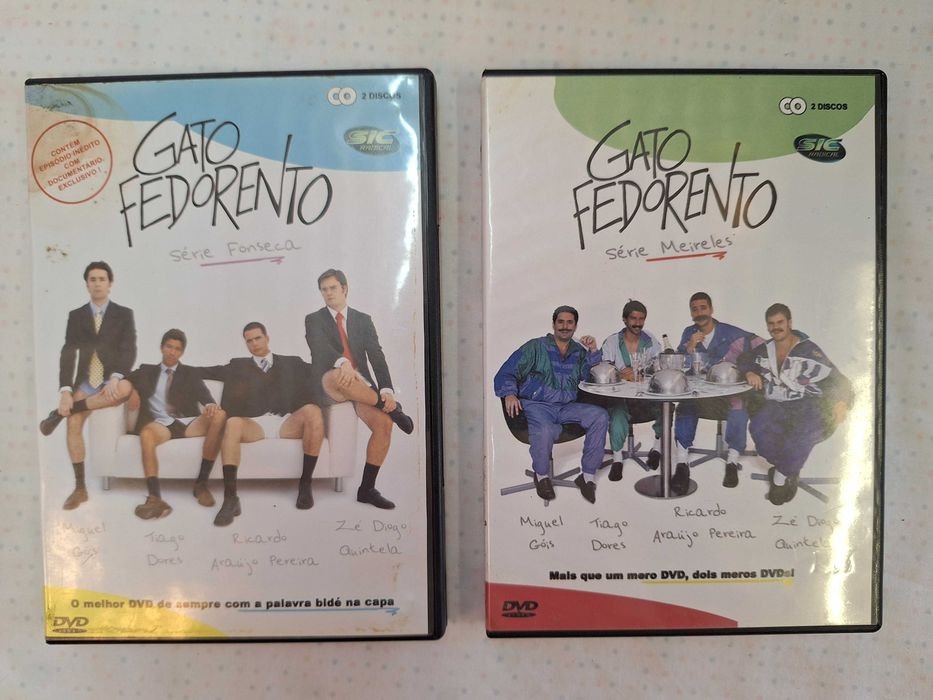 2 DISCOS
SIC
RADICAL
CONTÉM
EPISÓDIO INÉDITO
COM
DOCUMENTÁRIO
EXCLUSIVO !
GATO
FEDORENTO
Série Fonseca
Miguel Tiago Ricardo Zé Diogo
Góis Dores Araújo Pereira Quintela
O melhor DVD de sempre com a palavra bidé na capa
DVD
VIDEO
2 DISCOS
SIC
RADICAL
GATO
FEDORENTO
Série Meireles
Miguel Tiago Ricardo Zé Diogo
Góis Dores Araújo Pereira Quintela
Mais que um mero DVD, dois meros DVDs!
DVD
VIDEO